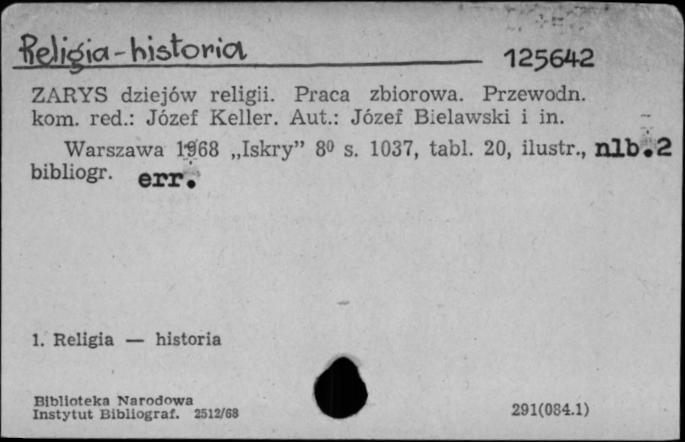 Religia-historia
125642
ZARYS dziejów religii. Praca zbiorowa. Przewodn.
kom. red.: Józef Keller. Aut.: Józef Bielawski i in.
Warszawa 1968 „Iskry” 8⁰ s. 1037, tabl. 20, ilustr., nlb.2
bibliogr. err.
1. Religia — historia
Biblioteka Narodowa
Instytut Bibliograf. 2512/68
291(084.1)